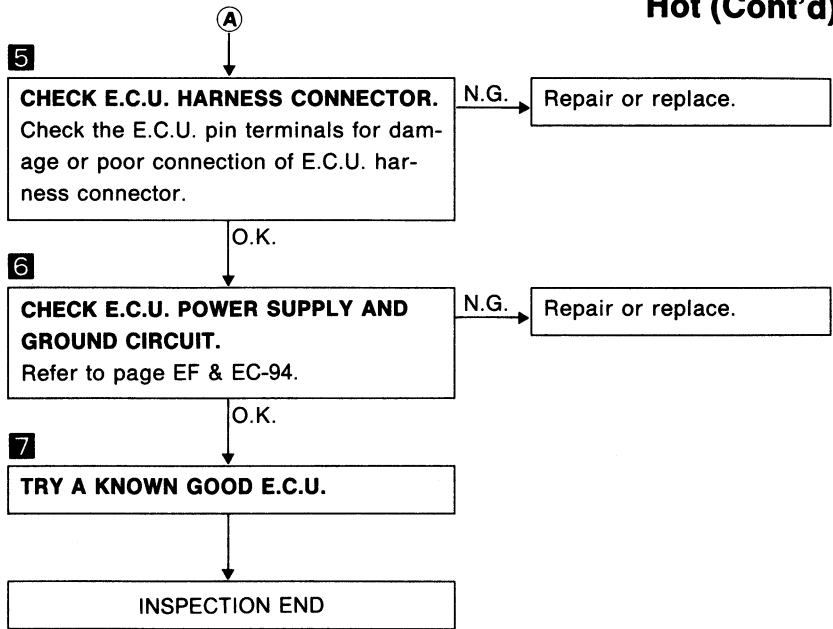 Hot (Cont'd)
A
5
CHECK E.C.U. HARNESS CONNECTOR.
Check the E.C.U. pin terminals for dam-
age or poor connection of E.C.U. har-
ness connector.
N.G.
Repair or replace.
O.K.
6
CHECK E.C.U. POWER SUPPLY AND
GROUND CIRCUIT.
Refer to page EF & EC-94.
N.G.
Repair or replace.
O.K.
7
TRY A KNOWN GOOD E.C.U.
INSPECTION END